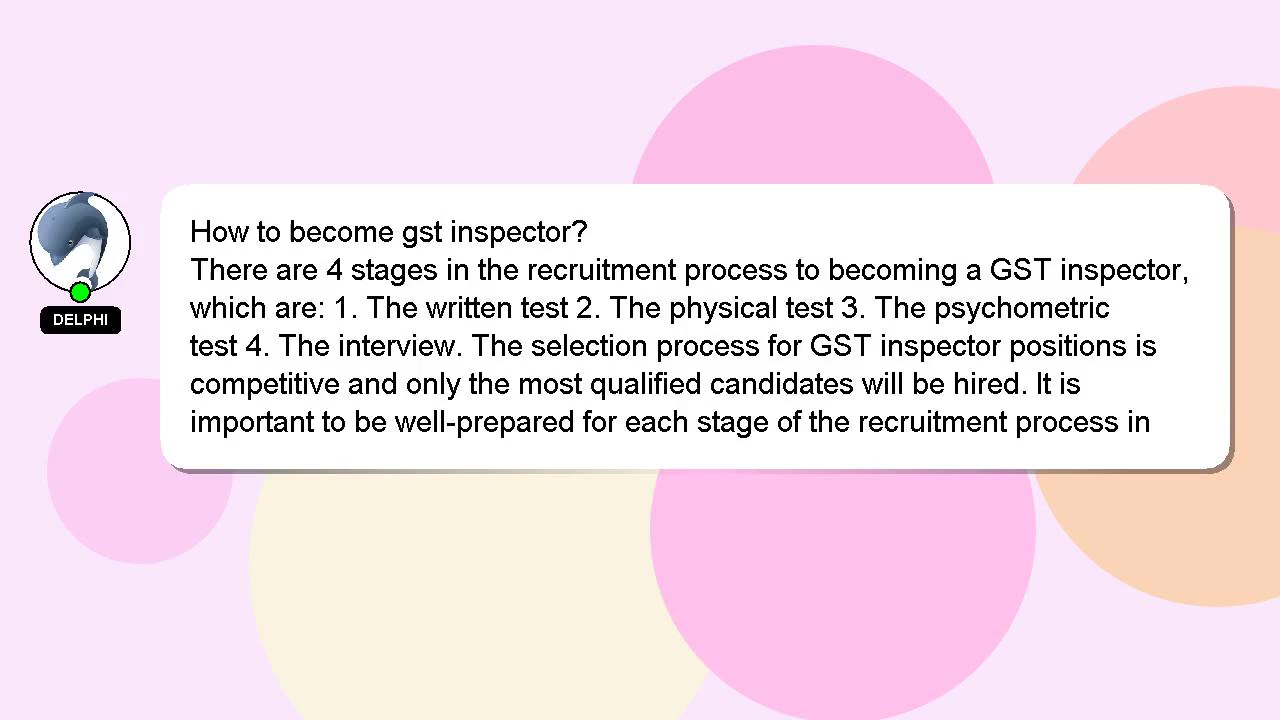 How to become gst inspector?
There are 4 stages in the recruitment process to becoming a GST inspector,
which are: 1. The written test 2. The physical test 3. The psychometric
test 4. The interview. The selection process for GST inspector positions is
competitive and only the most qualified candidates will be hired. It is
important to be well-prepared for each stage of the recruitment process in
DELPHI